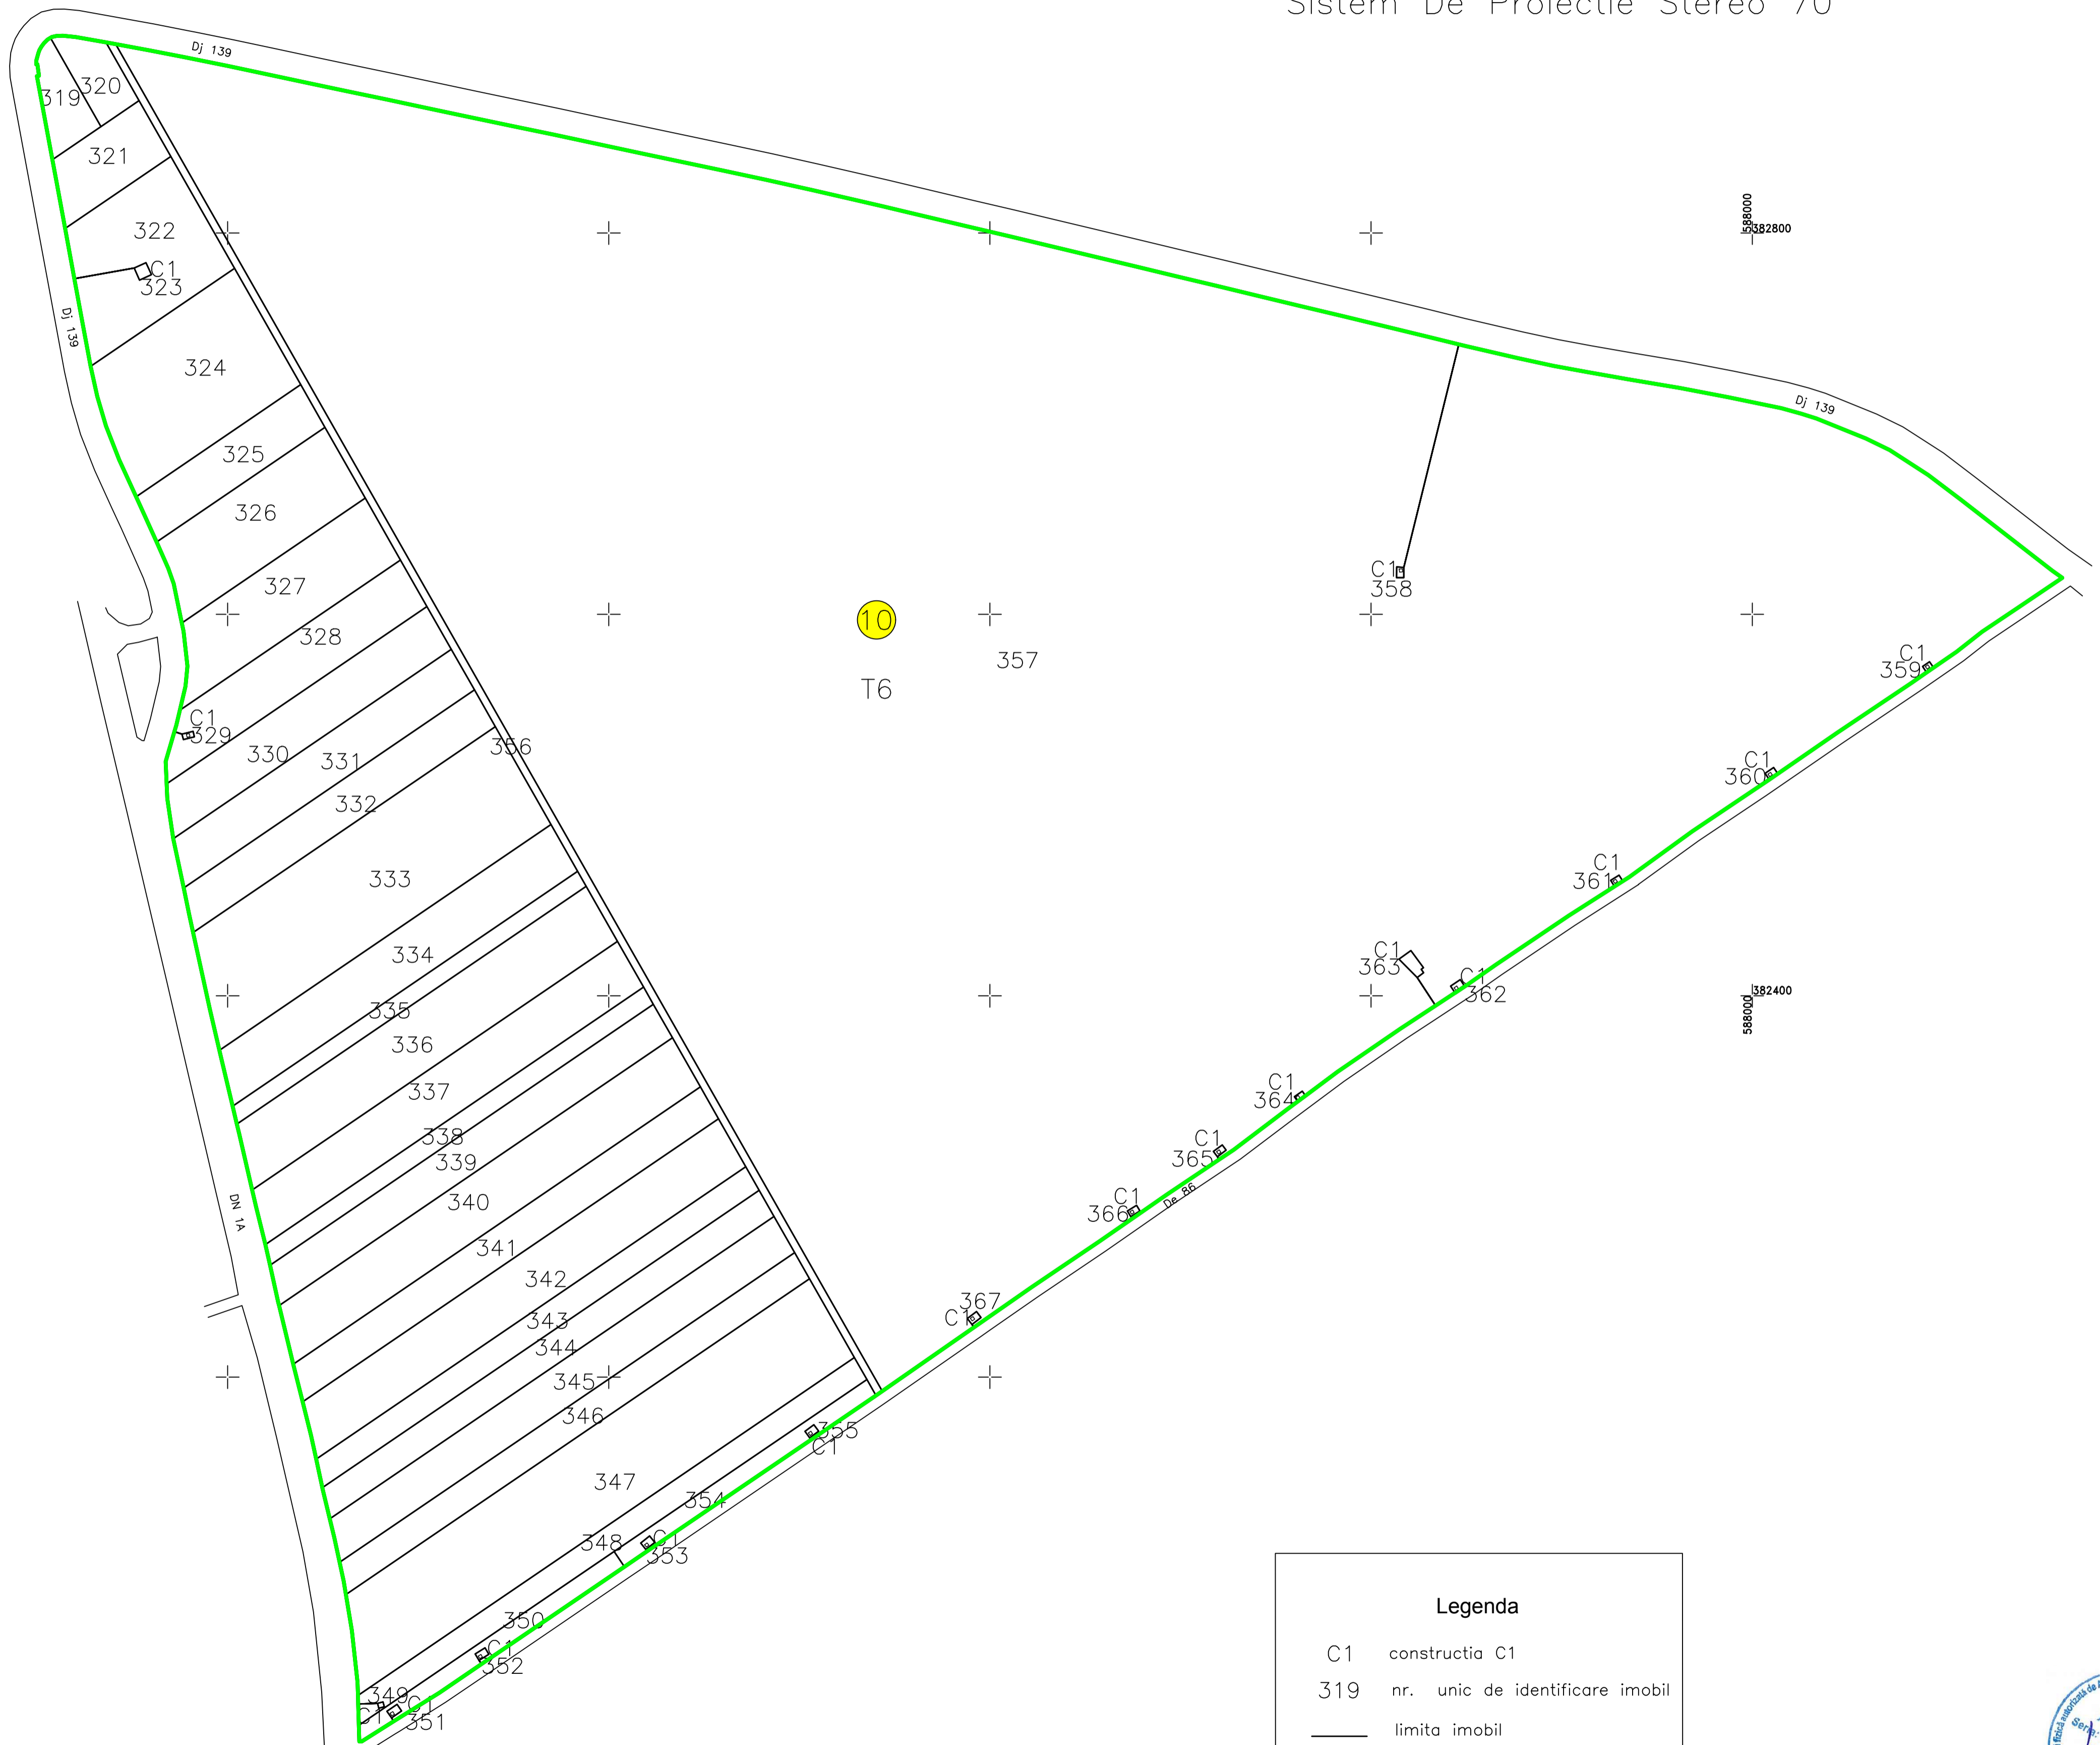 Sistem De Proiectie Stereo 70
Dj 139
320
319
321
322
C1
323
588000
382800
Dj 139
324
Dj 139
325
326
C1
358
327
10
328
357
C1
359
T6
C1
329
356
330
331
C1
360
332
C1
361
333
334
C1
363
C1
362
382400
588000
335
336
337
C1
364
338
C1
365
339
De 86
DN 1A
340
C1
366
341
342
367
C1
343
344
345
346
355
C1
347
354
348
C1
353
350
C1
352
349
C1
C1
351
Legenda
C1 constructia C1
319 nr. unic de identificare imobil
limita imobil